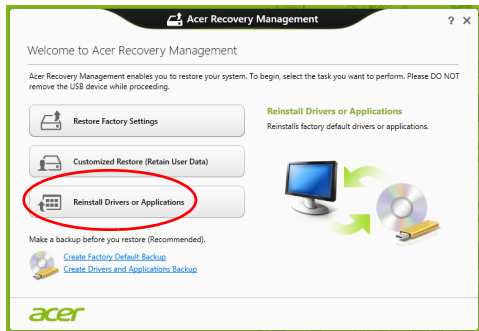 Acer Recovery Management
? X
Welcome to Acer Recovery Management
Acer Recovery Management enables you to restore your system. To begin, select the task you want to perform. Please DO NOT
remove the USB device while proceeding.
Restore Factory Settings
Customized Restore (Retain User Data)
Reinstall Drivers or Applications
Reinstall Drivers or Applications
Reinstalls factory default drivers or applications.
Make a backup before you restore (Recommended).
Create Factory Default Backup
Create Drivers and Applications Backup
acer